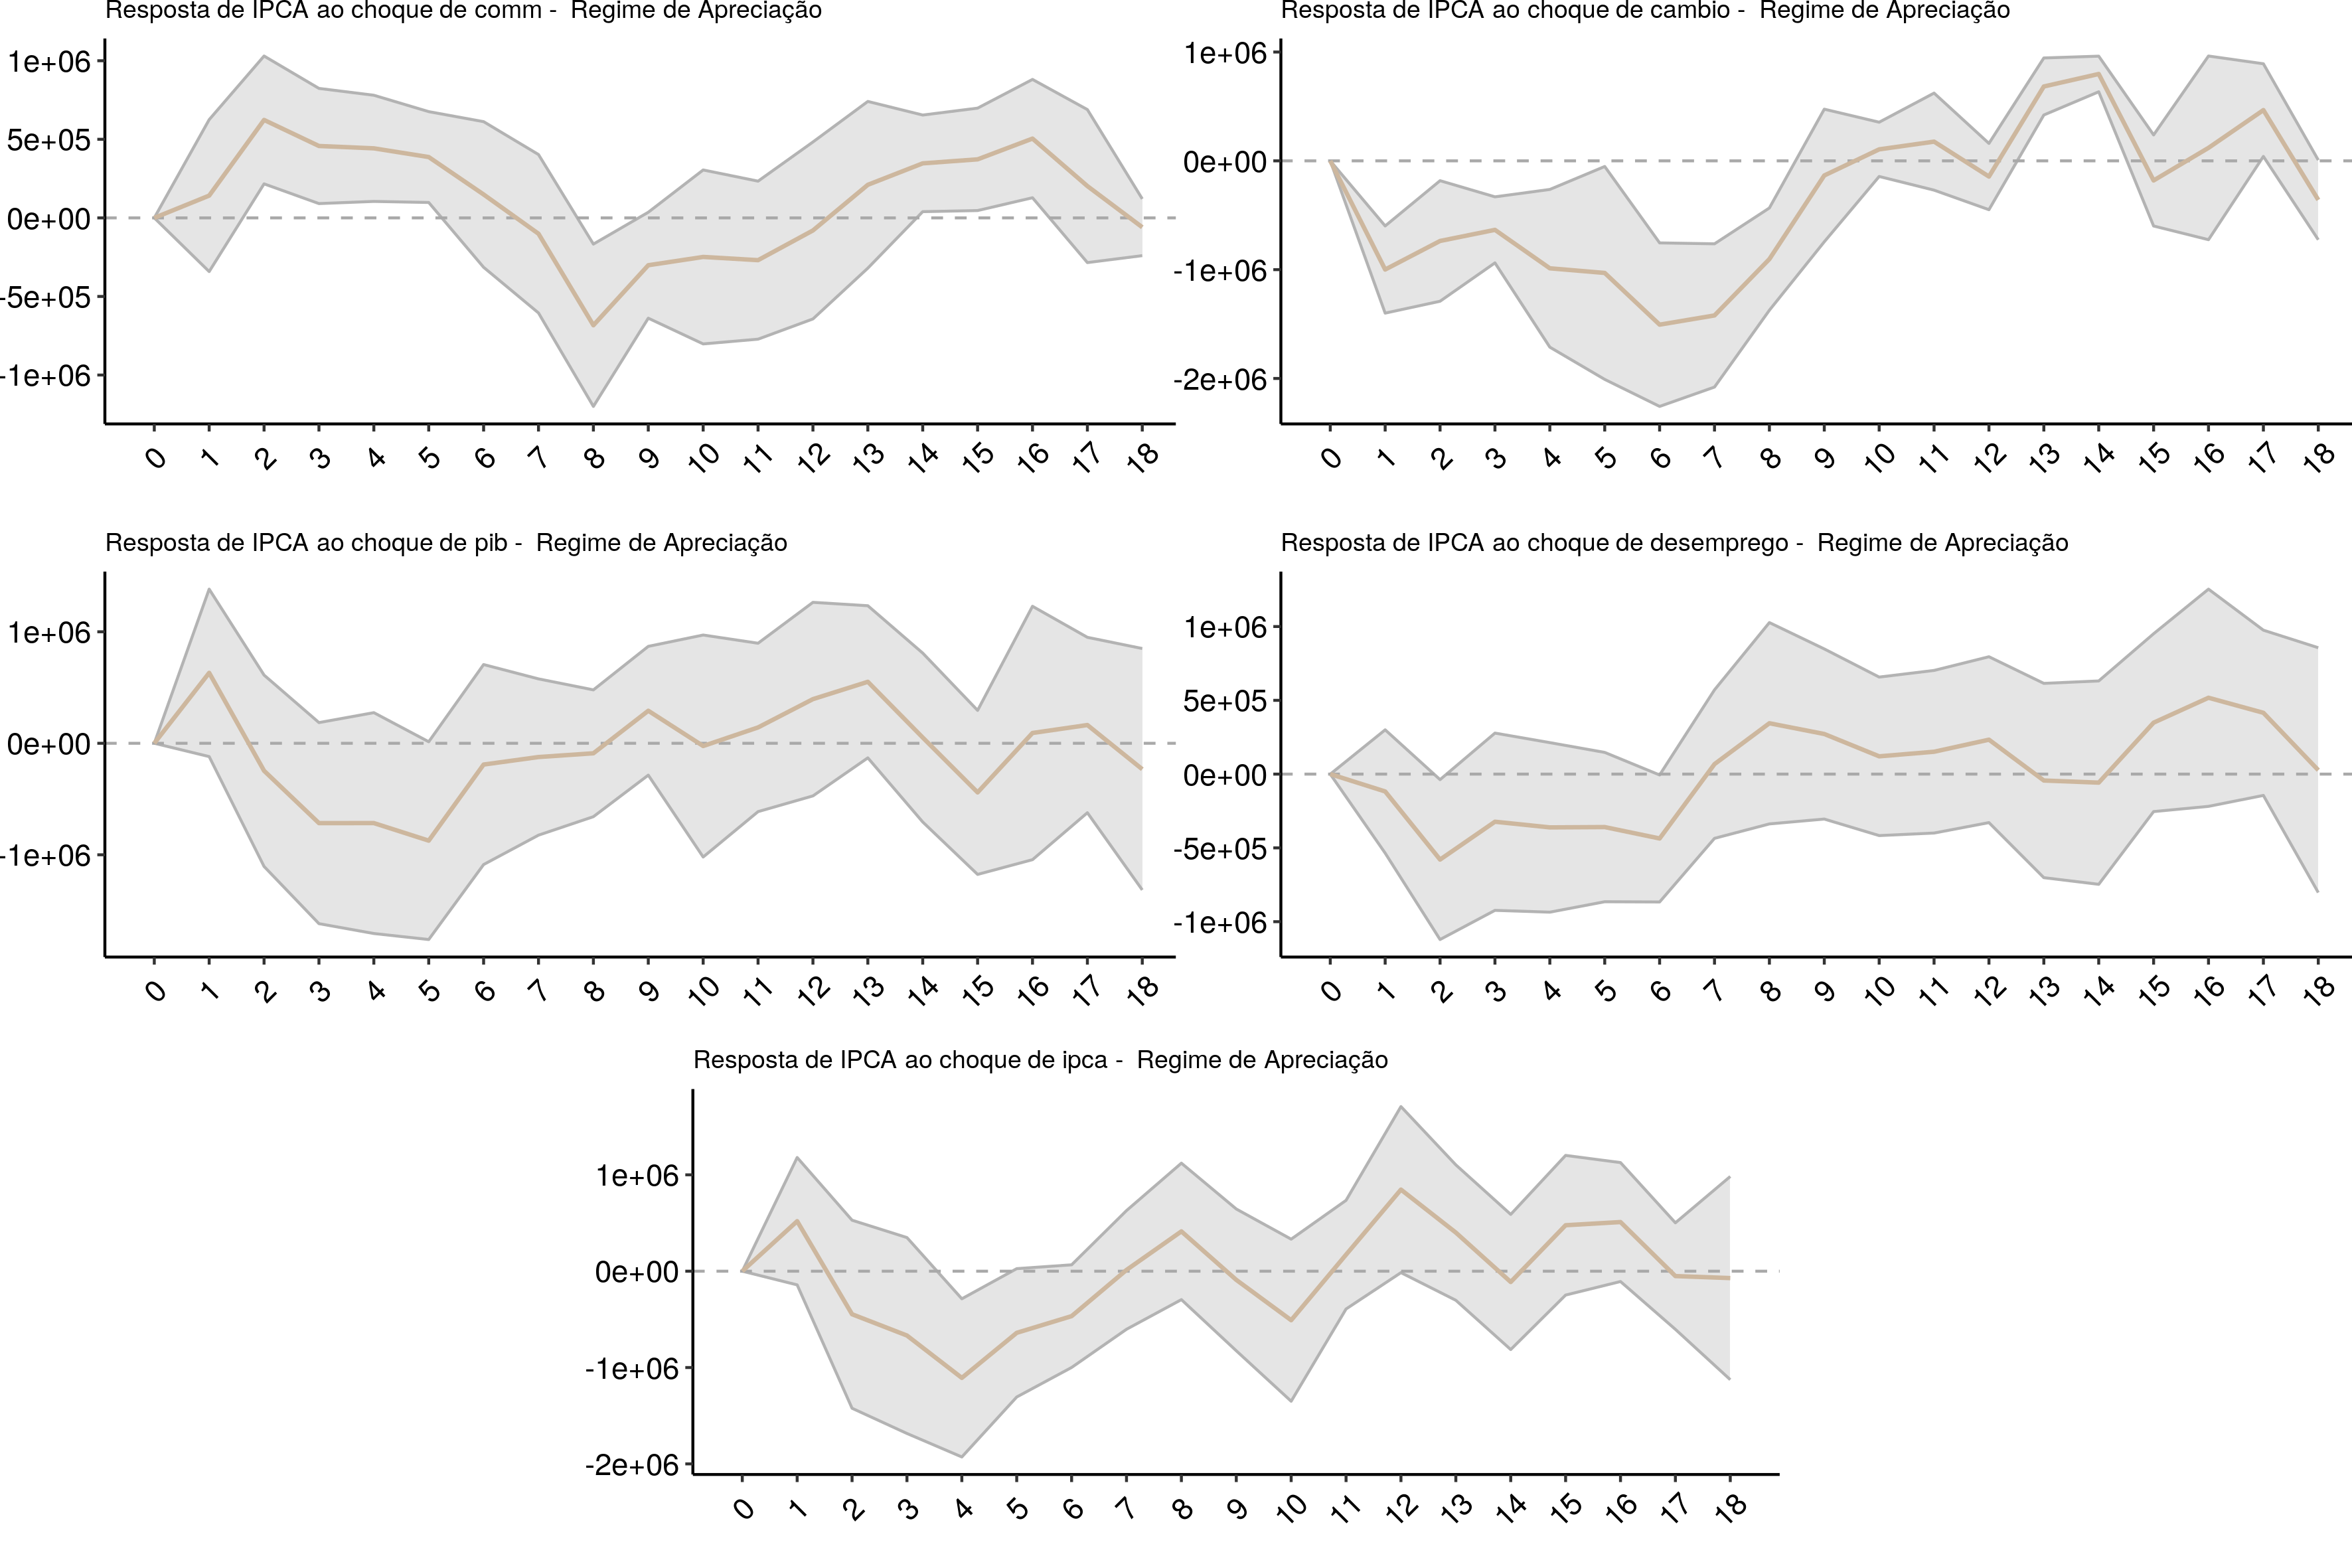 Resposta de IPCA ao choque de comm -  Regime de Apreciação
1e+06
5e+05
0e+00
-5e+05
-1e+06
0 1 2 3 4 5 6 7 8 9 10 11 12 13 14 15 16 17 18
Resposta de IPCA ao choque de cambio -  Regime de Apreciação
1e+06
0e+00
-1e+06
-2e+06
0 1 2 3 4 5 6 7 8 9 10 11 12 13 14 15 16 17 18
Resposta de IPCA ao choque de pib -  Regime de Apreciação
1e+06
0e+00
-1e+06
0 1 2 3 4 5 6 7 8 9 10 11 12 13 14 15 16 17 18
Resposta de IPCA ao choque de desemprego -  Regime de Apreciação
1e+06
5e+05
0e+00
-5e+05
-1e+06
0 1 2 3 4 5 6 7 8 9 10 11 12 13 14 15 16 17 18
Resposta de IPCA ao choque de ipca -  Regime de Apreciação
1e+06
0e+00
-1e+06
-2e+06
0 1 2 3 4 5 6 7 8 9 10 11 12 13 14 15 16 17 18